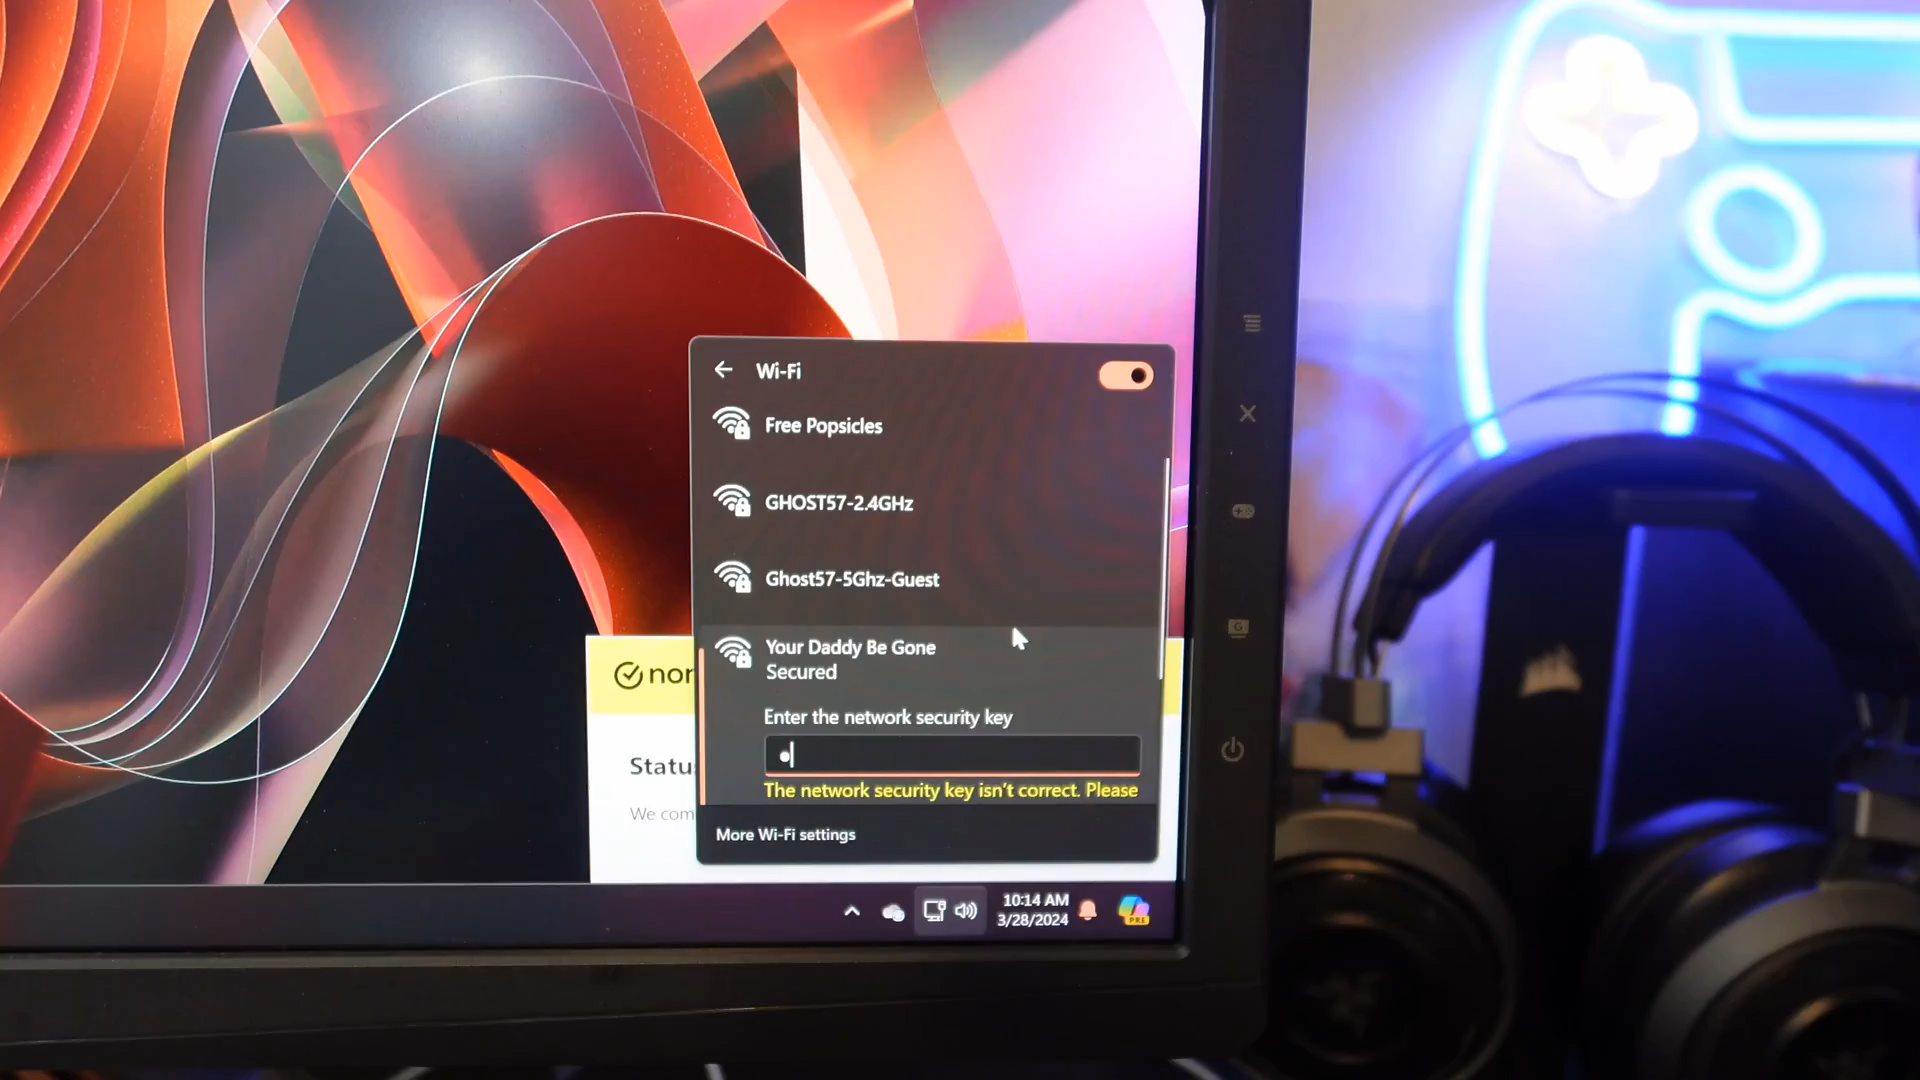 Wi-Fi
Free Popsicles
GHOST57-2.4GHz
Ghost57-5Ghz-Guest
Your Daddy Be Gone
Secured
nor
Enter the network security key
Statu
The network security key isn't correct. Please
We com
More Wi-Fi settings
10:14 AM
3/28/2024
PRE
G